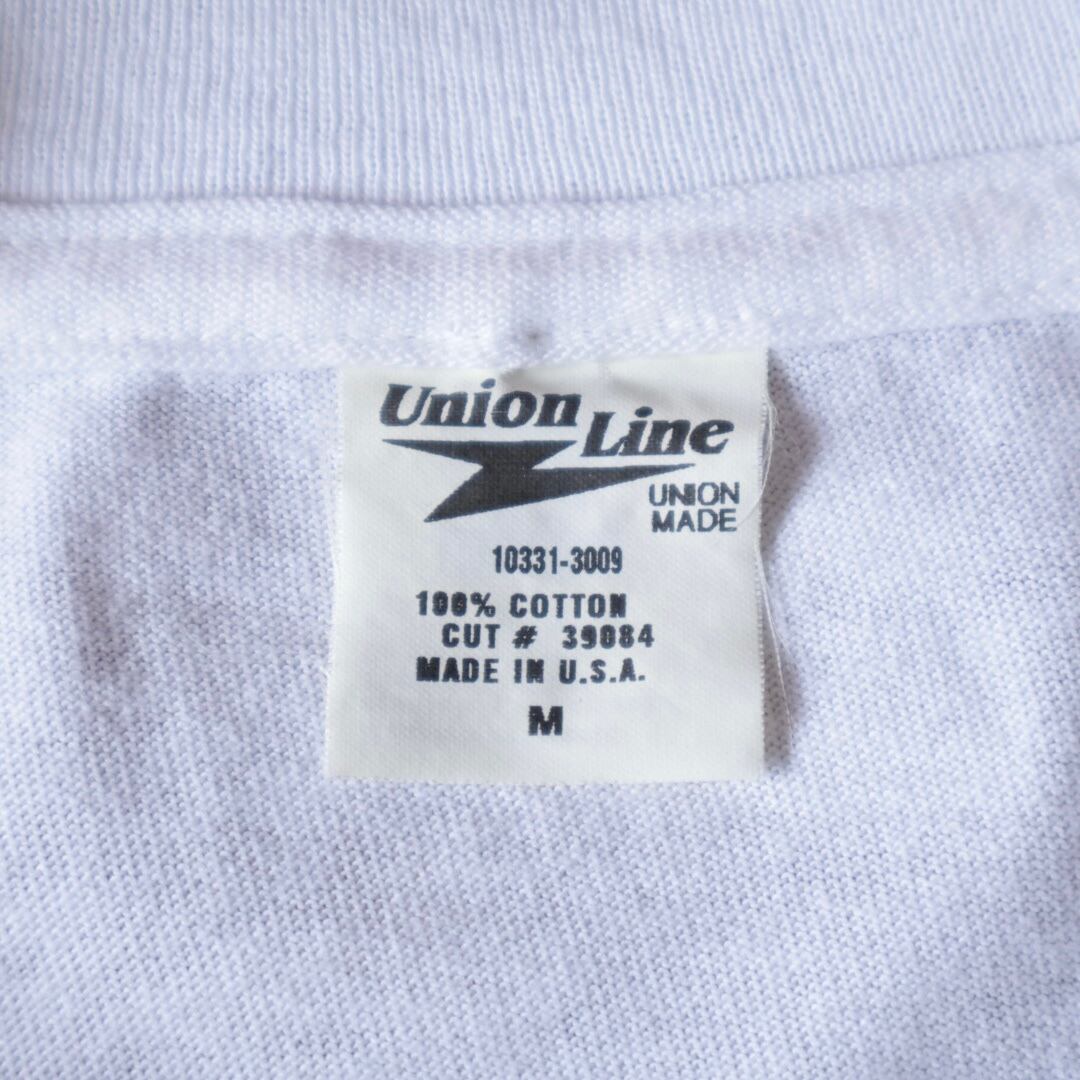 Union Line
UNION
MADE
10331-3009
100% COTTON
CUT # 39084
MADE IN U.S.A.
M